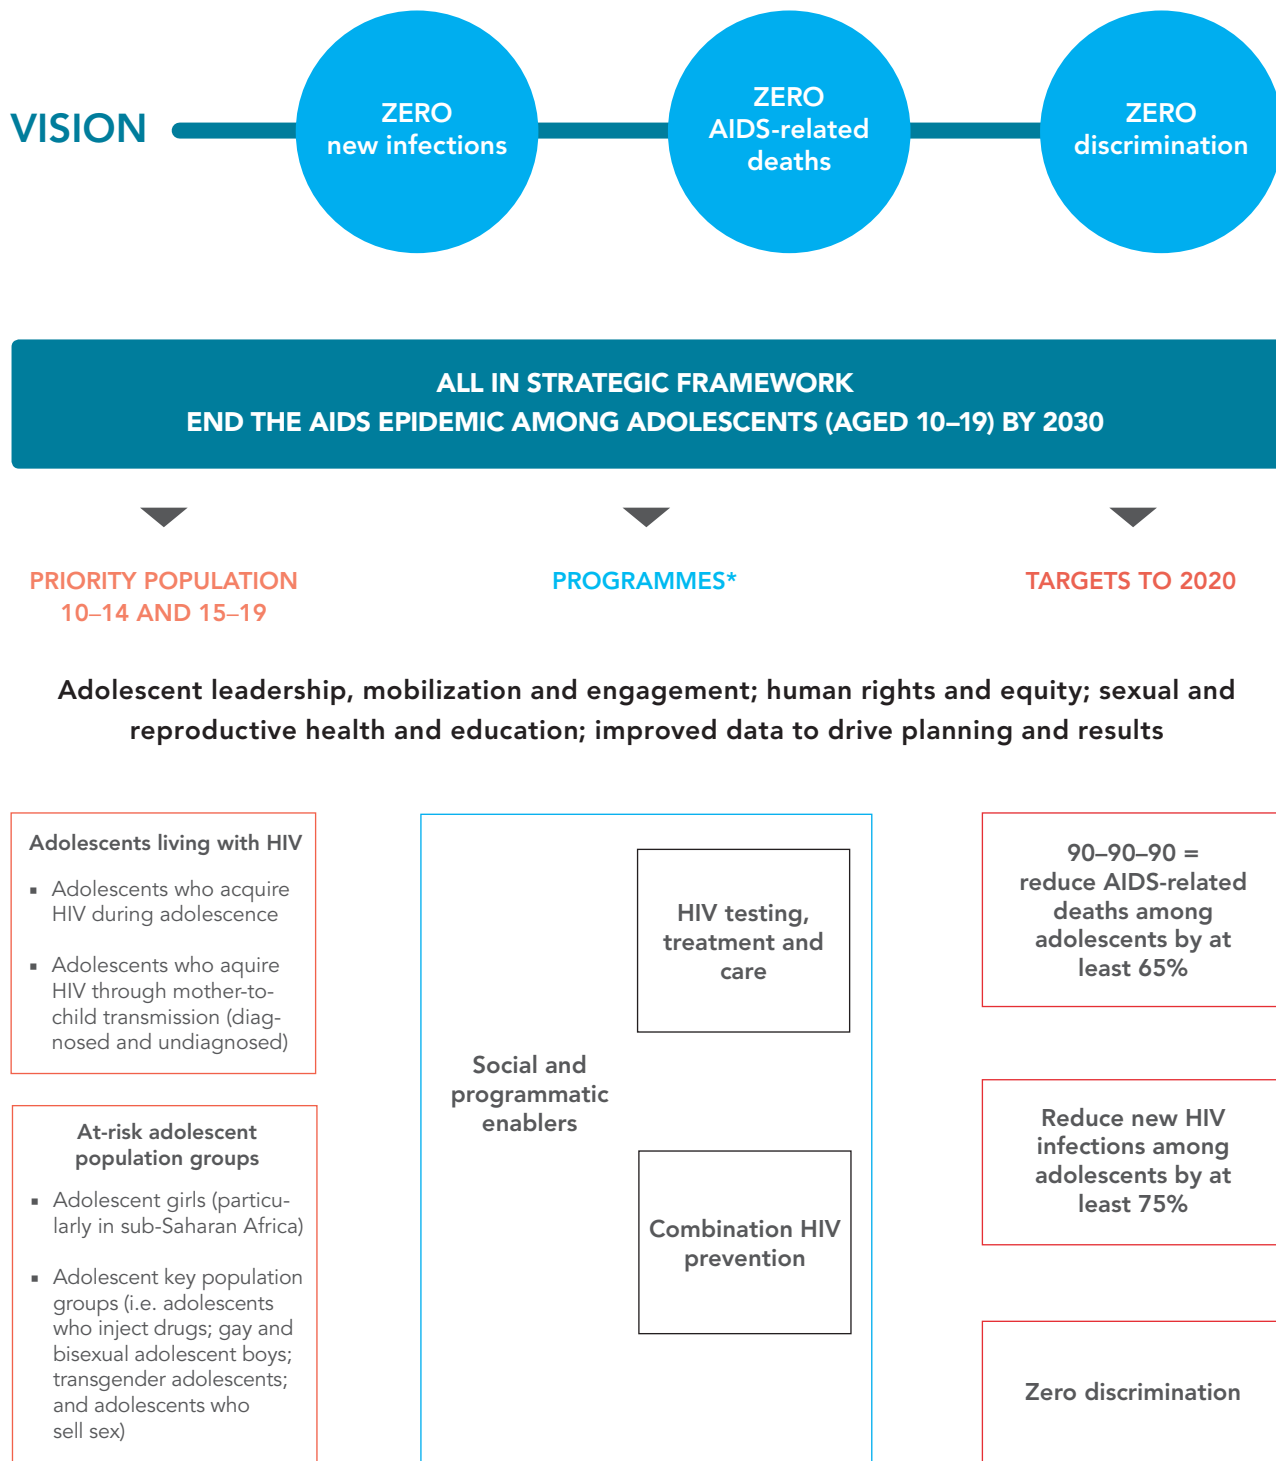 VISION
ZERO
new infections
ZERO
AIDS-related
deaths
ZERO
discrimination
ALL IN STRATEGIC FRAMEWORK
END THE AIDS EPIDEMIC AMONG ADOLESCENTS (AGED 10–19) BY 2030
PRIORITY POPULATION
10–14 AND 15–19
PROGRAMMES*
TARGETS TO 2020
Adolescent leadership, mobilization and engagement; human rights and equity; sexual and
reproductive health and education; improved data to drive planning and results
Adolescents living with HIV
▪ Adolescents who acquire
HIV during adolescence
▪ Adolescents who aquire
HIV through mother-to-
child transmission (diag-
nosed and undiagnosed)
At-risk adolescent
population groups
▪ Adolescent girls (particu-
larly in sub-Saharan Africa)
▪ Adolescent key population
groups (i.e. adolescents
who inject drugs; gay and
bisexual adolescent boys;
transgender adolescents;
and adolescents who
sell sex)
Social and
programmatic
enablers
HIV testing,
treatment and
care
Combination HIV
prevention
90–90–90 =
reduce AIDS-related
deaths among
adolescents by at
least 65%
Reduce new HIV
infections among
adolescents by at
least 75%
Zero discrimination